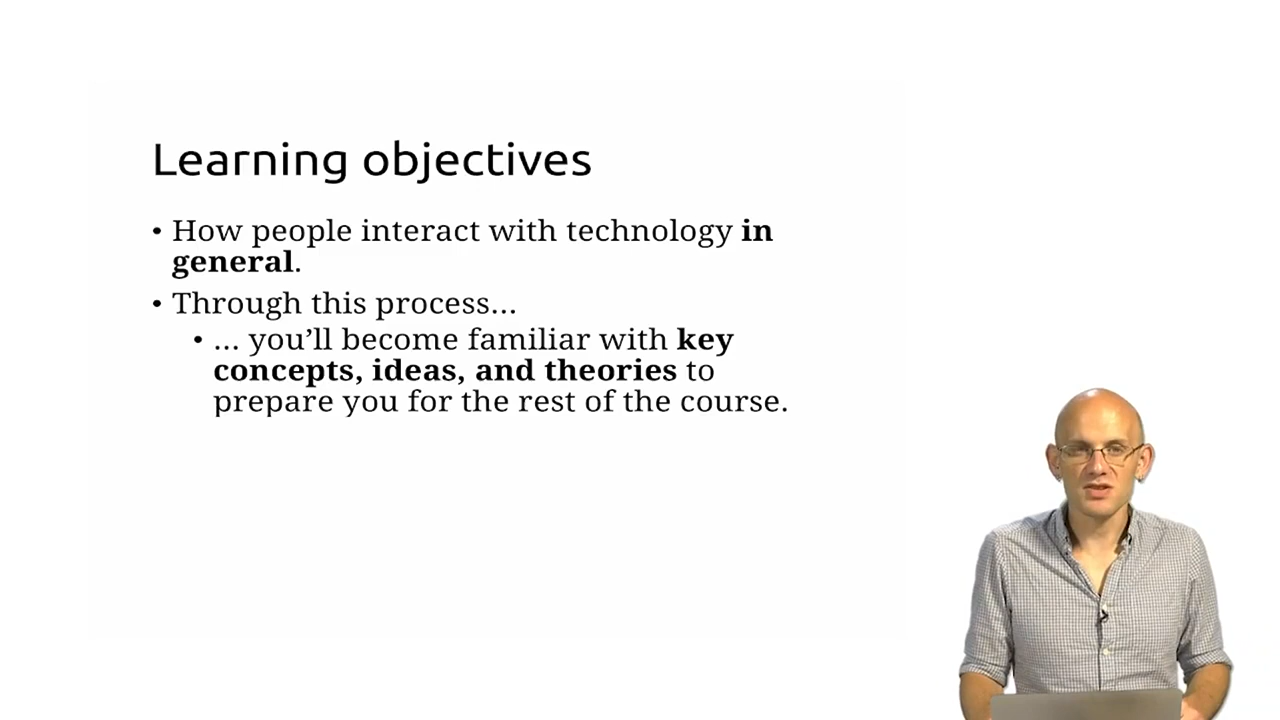 Learning objectives
• How people interact with technology in
general.
• Through this process...
• ... you’ll become familiar with key
concepts, ideas, and theories to
prepare you for the rest of the course.